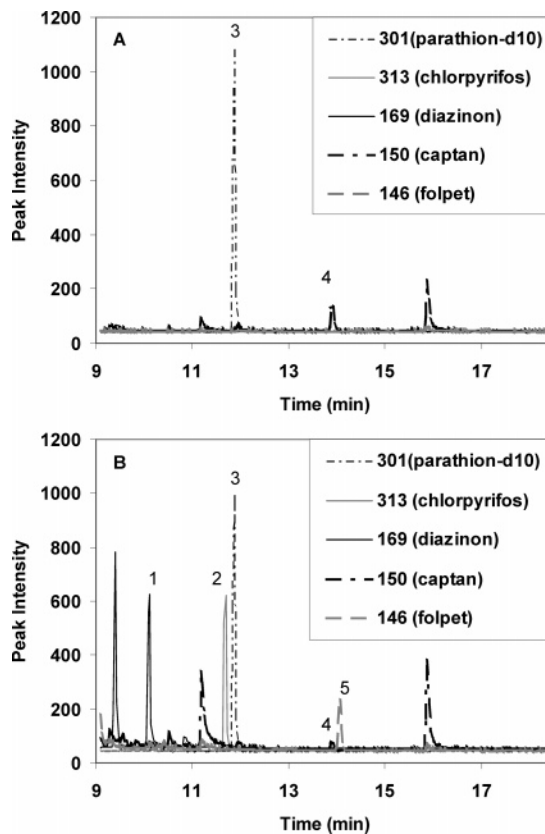 A
3
4
Peak Intensity
1200
1000
800
600
400
200
0
9 11 13 15 17
Time (min)
301(parathion-d10)
313 (chlorpyrifos)
169 (diazinon)
150 (captan)
146 (folpet)
B
1
2
3
4
5
Peak Intensity
1200
1000
800
600
400
200
0
9 11 13 15 17
Time (min)
301(parathion-d10)
313 (chlorpyrifos)
169 (diazinon)
150 (captan)
146 (folpet)